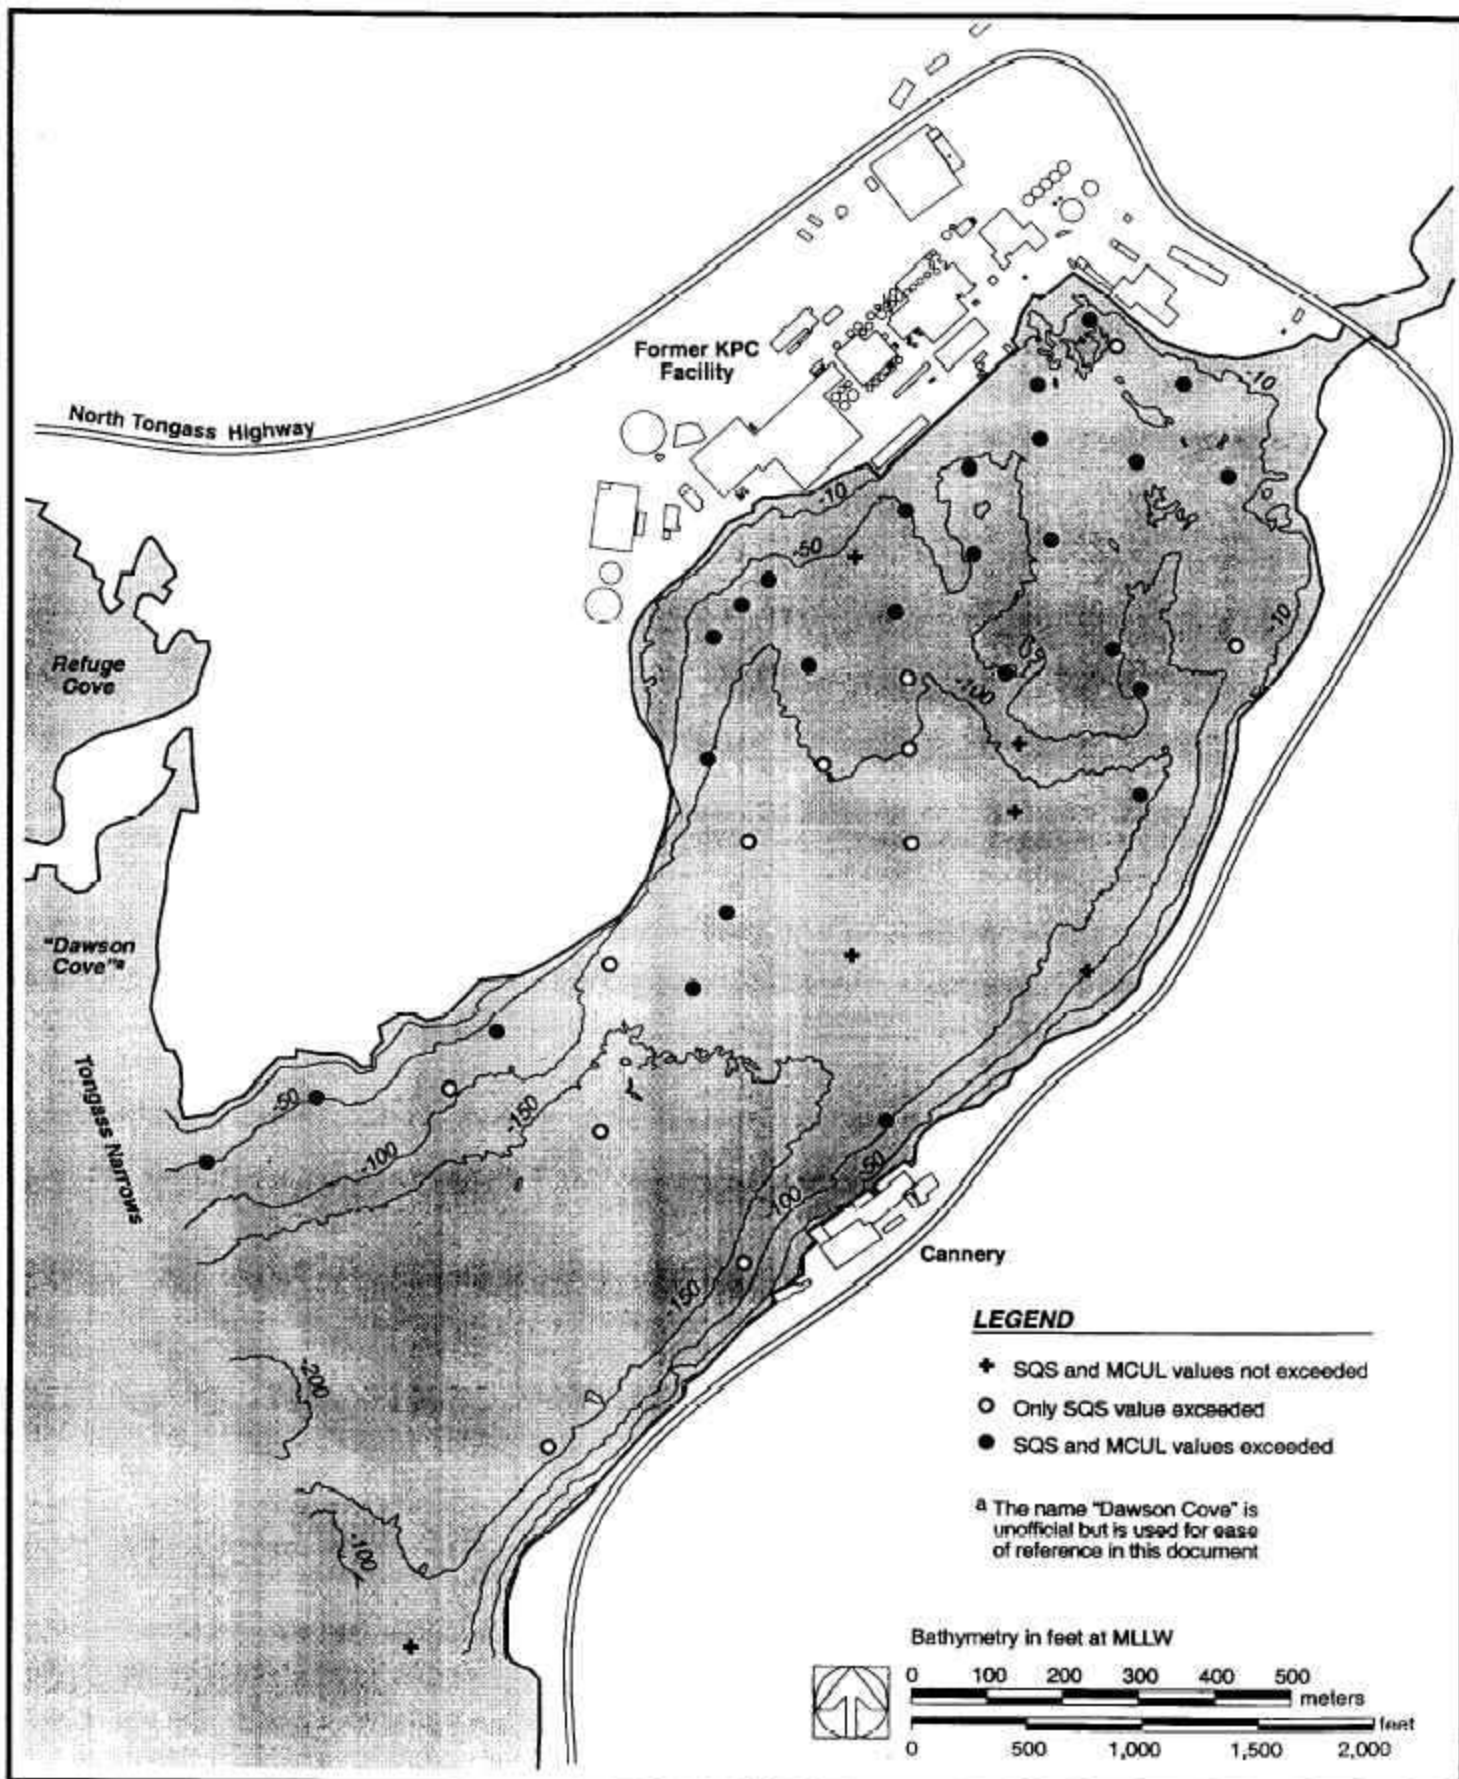 Former KPC
Facility
North Tongass Highway
-10
-10
-50
Refuge
Cove
-10
-100
"Dawson
Cove"a
Tongass Narrows
-50
-150
-100
-50
-100
Cannery
-150
-200
-100
LEGEND
SQS and MCUL values not exceeded
Only SQS value exceeded
SQS and MCUL values exceeded
a The name "Dawson Cove" is
unofficial but is used for ease
of reference in this document
Bathymetry in feet at MLLW
0 100 200 300 400 500
meters
feet
0 500 1,000 1,500 2,000